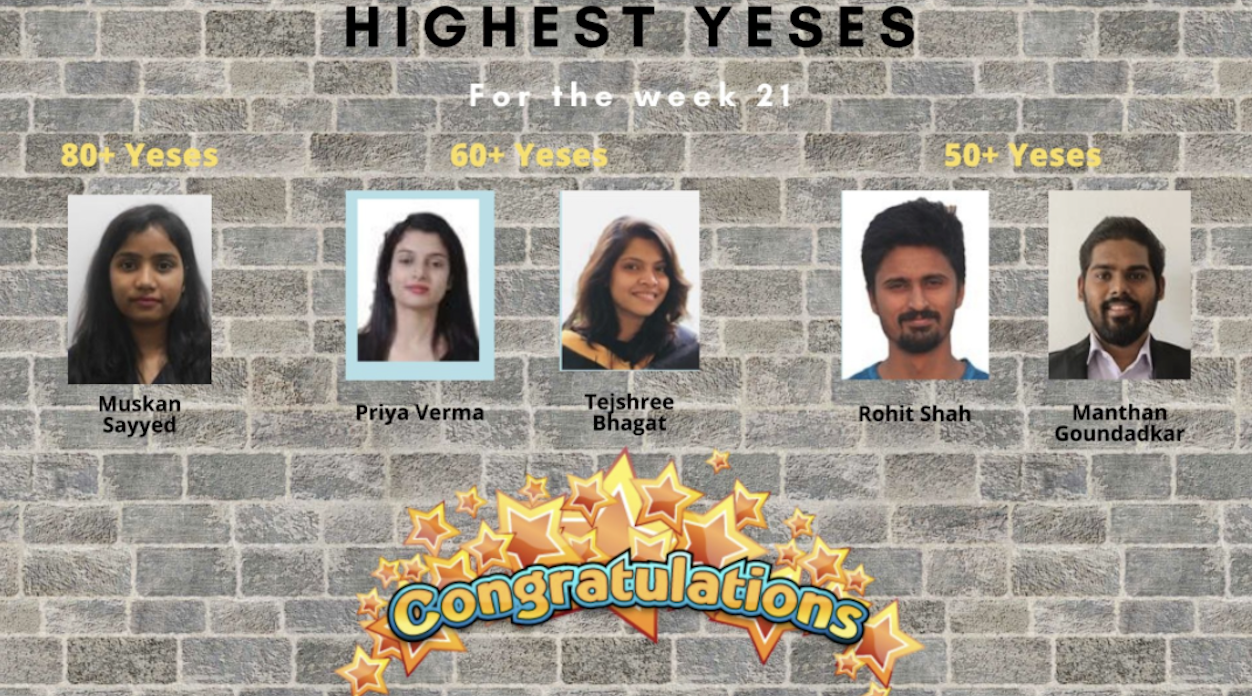 HIGHEST YESES
For the week 21
80+ Yeses
60+ Yeses
50+ Yeses
Muskan
Sayyed
Priya Verma
Tejshree
Bhagat
Rohit Shah
Manthan
Goundadkar
Congratulations